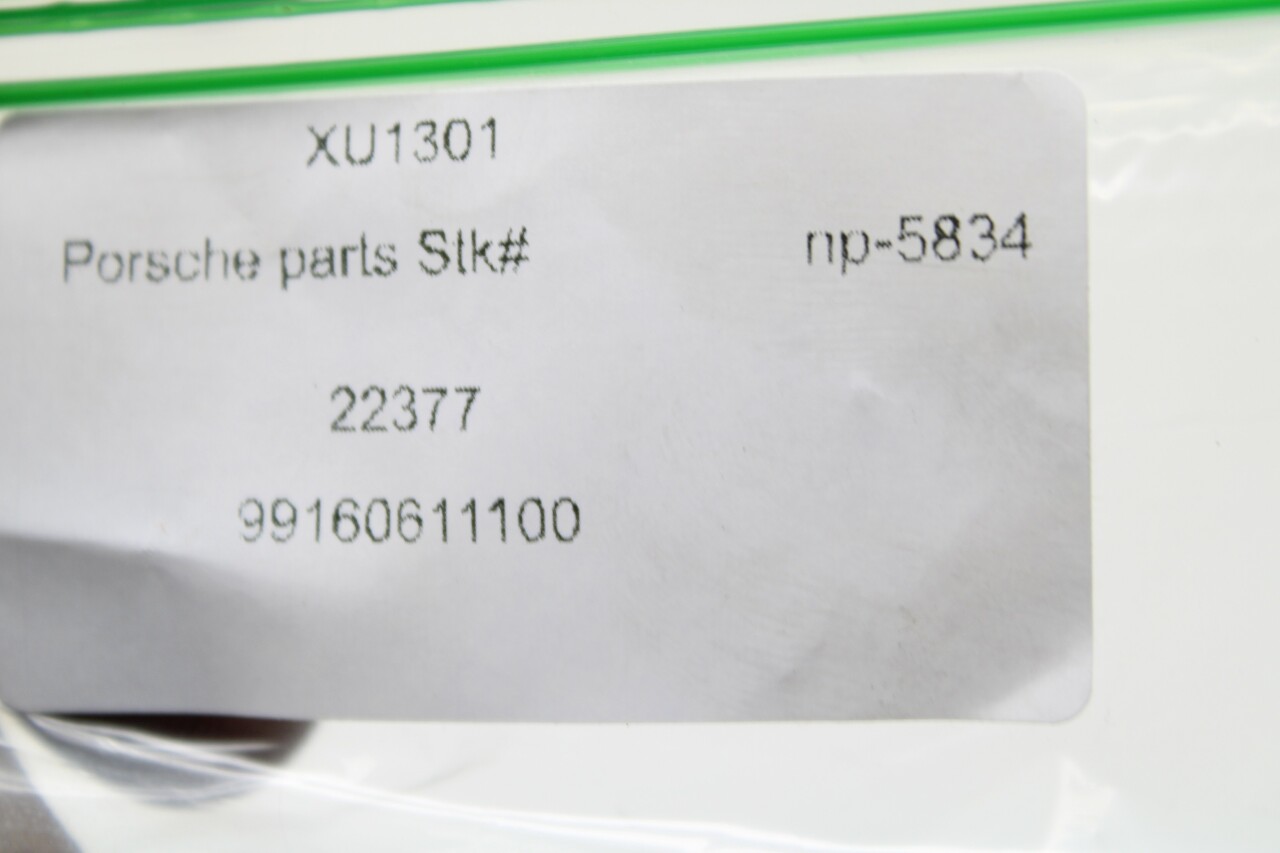 XU1301
Porsche parts Stk# np-5834
22377
99160611100